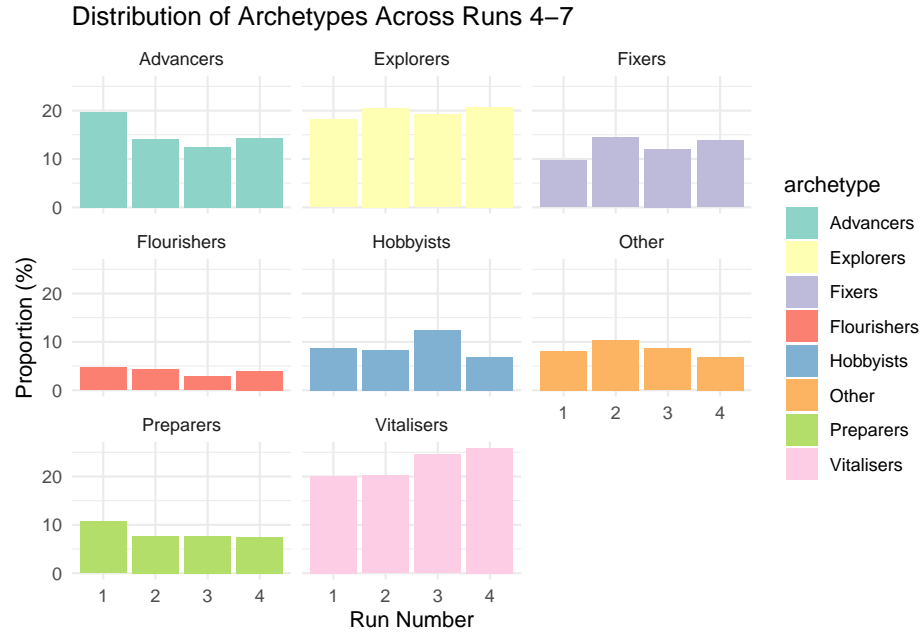 Distribution of Archetypes Across Runs 4–7
Advancers
Explorers
Fixers
20
10
0
Flourishers
Hobbyists
Other
20
10
0
1 2 3 4
Preparers
Vitalisers
20
10
0
1 2 3 4
1 2 3 4
Run Number
Proportion (%)
archetype
Advancers
Explorers
Fixers
Flourishers
Hobbyists
Other
Preparers
Vitalisers